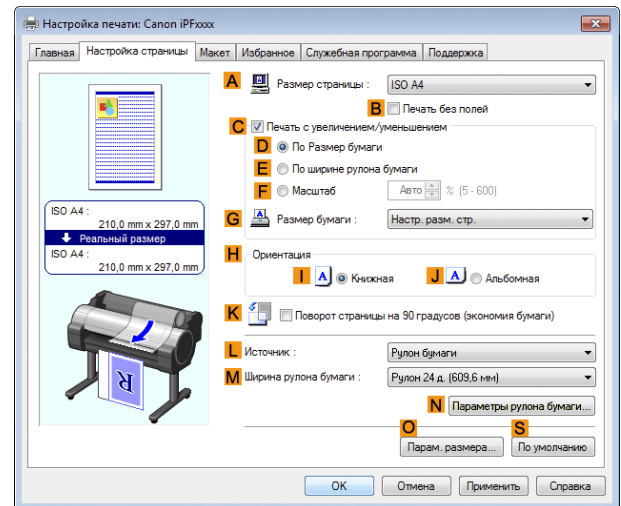 Настройка печати: Canon iPFxxxx
Главная Настройка страницы Макет Избранное Служебная программа Поддержка
A Размер страницы : ISO A4
B Печать без полей
C Печать с увеличением/уменьшением
D По Размер бумаги
E По ширине рулона бумаги
F Масштаб Авто % (5 - 600)
ISO A4 :
210,0 mm x 297,0 mm
Реальный размер
ISO A4 :
210,0 mm x 297,0 mm
G Размер бумаги : Настр. разм. стр.
H Ориентация
I A Книжная J A Альбомная
K Поворот страницы на 90 градусов (экономия бумаги)
R
L Источник : Рулон бумаги
M Ширина рулона бумаги : Рулон 24 д. (609,6 мм)
N Параметры рулона бумаги...
O S
Парам. размера... По умолчанию
OK Отмена Применить Справка